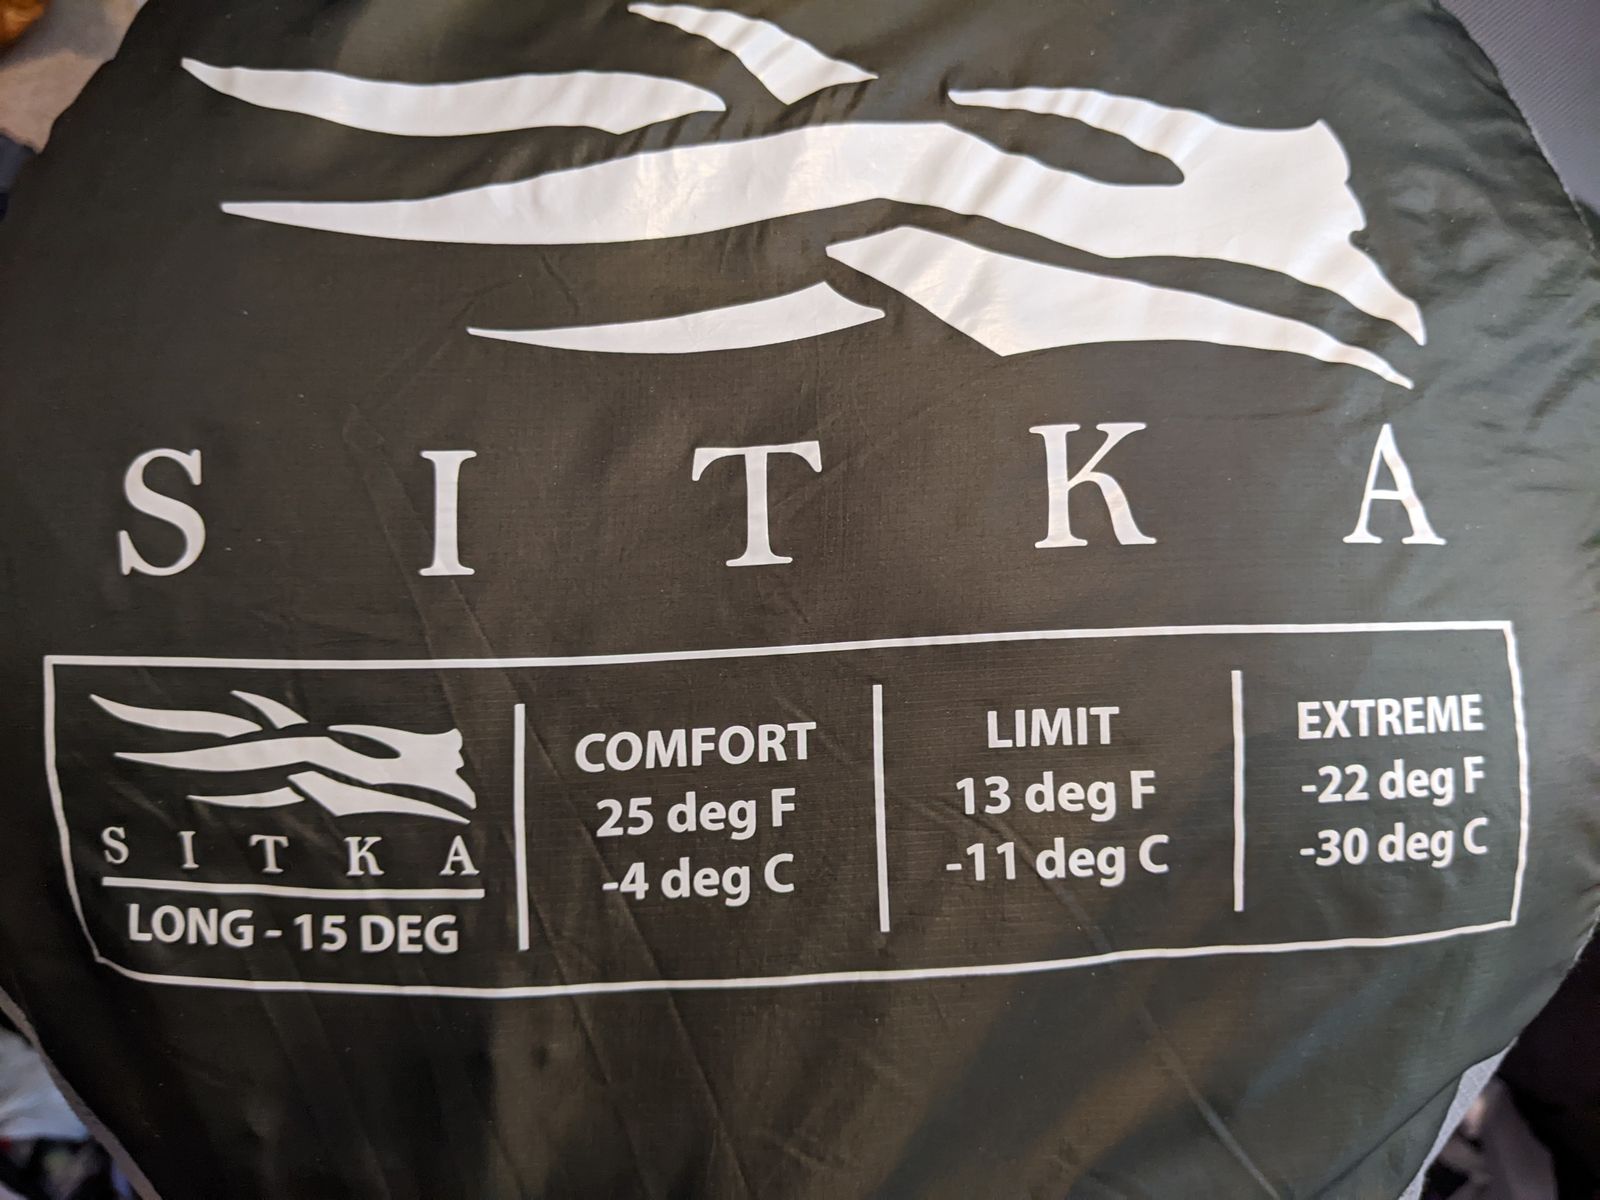 SITKA
SITKA
LONG - 15 DEG
COMFORT
25 deg F
-4 deg C
LIMIT
13 deg F
-11 deg C
EXTREME
-22 deg F
-30 deg C